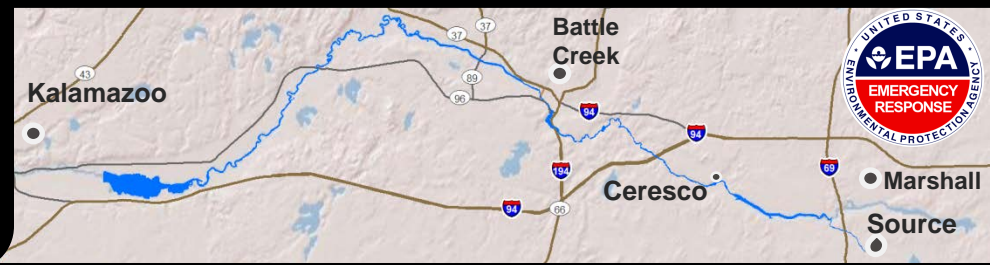 37
37
Battle
Creek
UNITED STATES
EPA
EMERGENCY
RESPONSE
ENVIRONMENTAL PROTECTION AGENCY
43
89
96
Kalamazoo
94
94
194
69
Marshall
Ceresco
94
66
Source